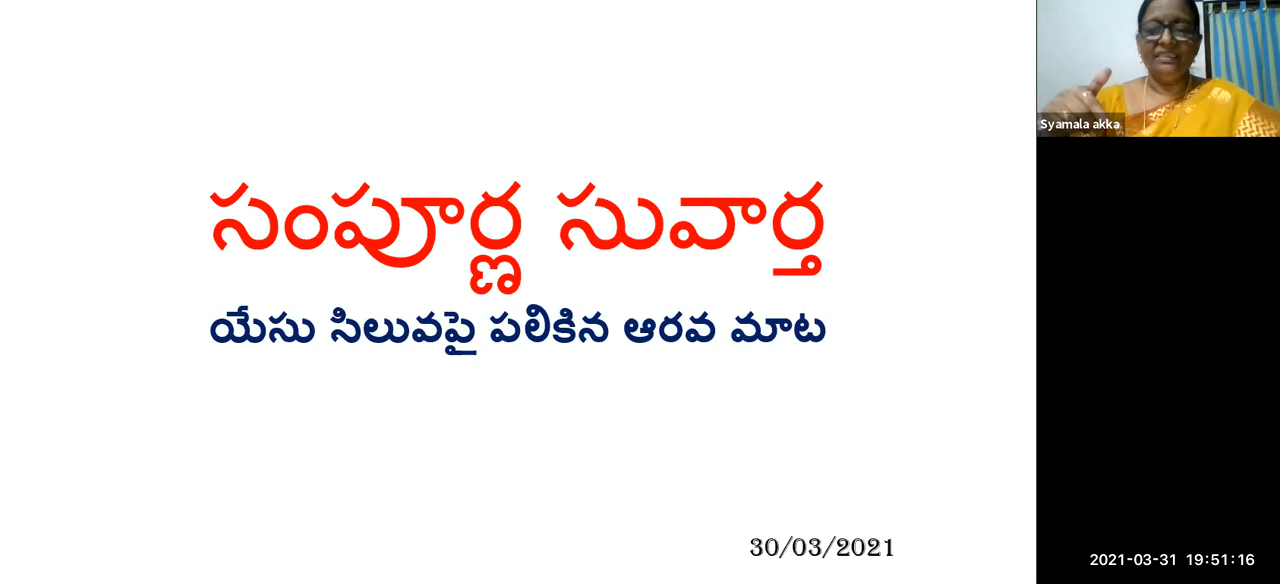 సంపూర్ణ సువార్త
యేసు సిలువపై పలికిన ఆరవ మాట
30/03/2021
Syamala akka
2021-03-31 19:51:16